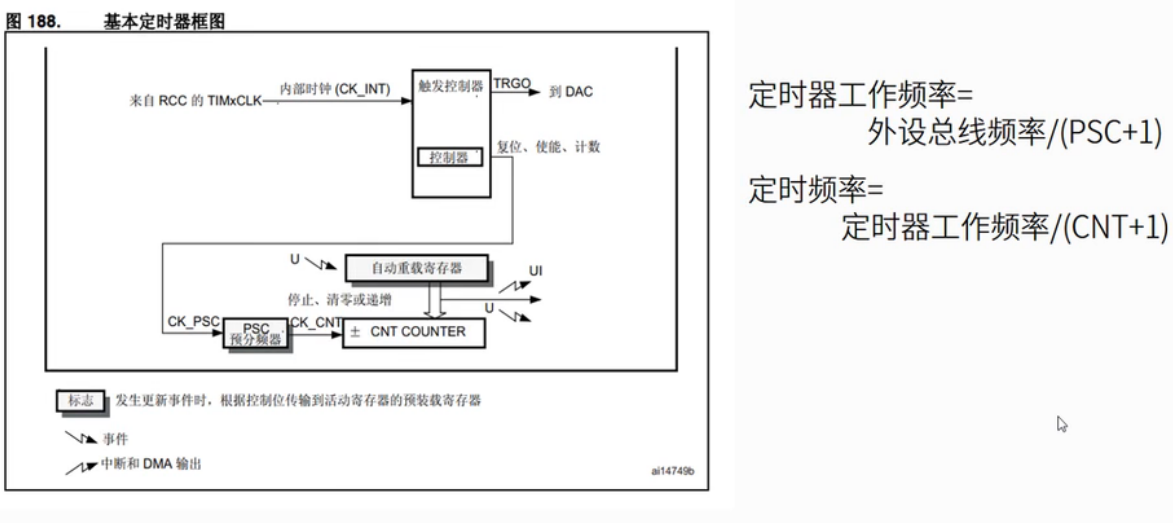 图 188. 基本定时器框图
来自 RCC 的 TIMxCLK
内部时钟 (CK_INT)
触发控制器
TRGO
到 DAC
控制器
复位、使能、计数
U
自动重载寄存器
UI
停止、清零或递增
U
CK_PSC
PSC
预分频器
CK_CNT
± CNT COUNTER
标志
发生更新事件时，根据控制位传输到活动寄存器的预装载寄存器
事件
中断和 DMA 输出
ai14749b
定时器工作频率=
外设总线频率/(PSC+1)
定时频率=
定时器工作频率/(CNT+1)